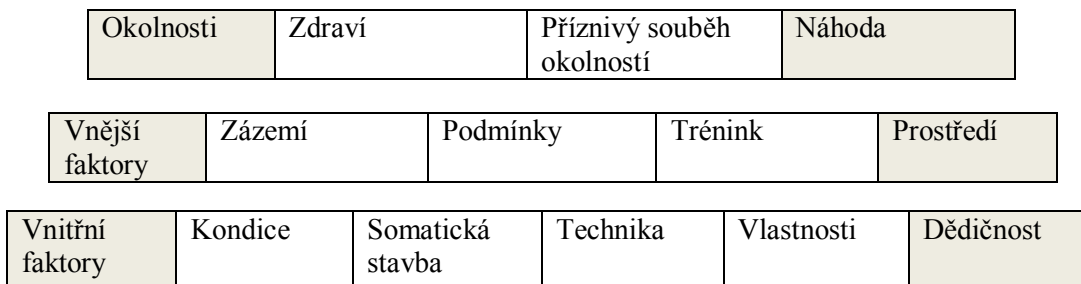 Okolnosti Zdraví Příznivý souběh okolností Náhoda
Vnější faktory Zázemí Podmínky Trénink Prostředí
Vnitřní faktory Kondice Somatická stavba Technika Vlastnosti Dědičnost